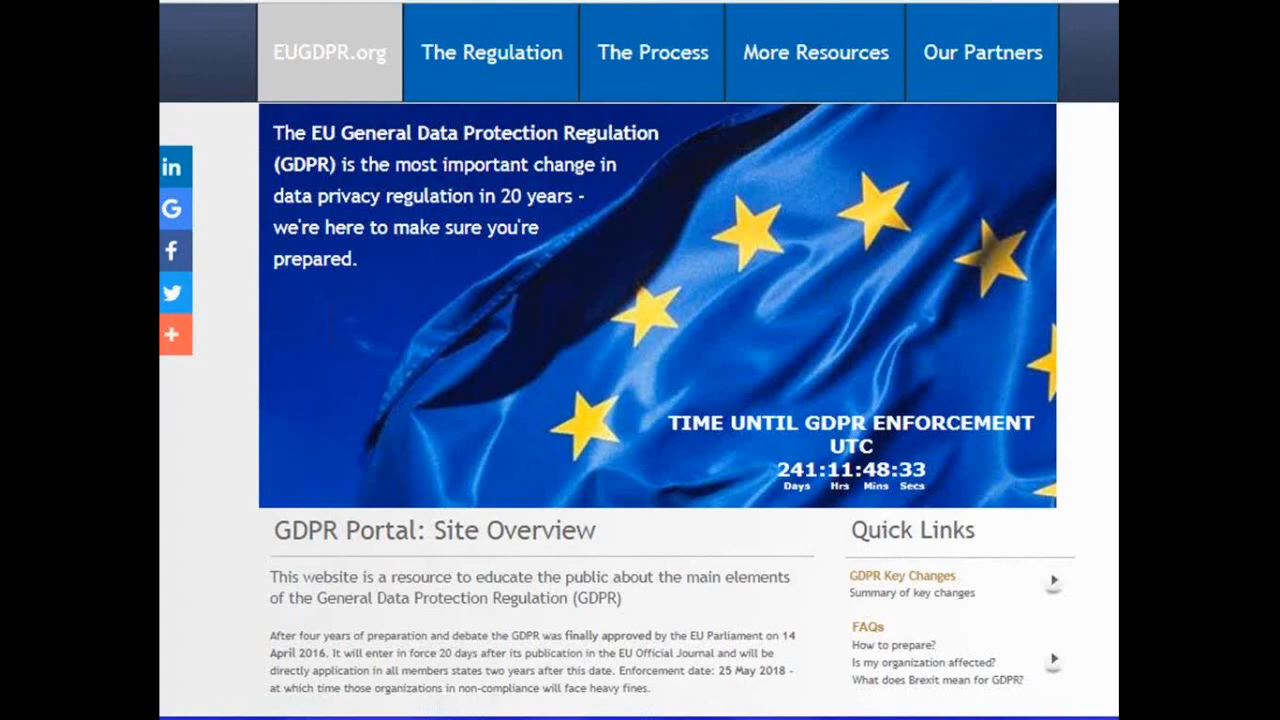 EUGDPR.org
The Regulation
The Process
More Resources
Our Partners
The EU General Data Protection Regulation
(GDPR) is the most important change in
data privacy regulation in 20 years -
we're here to make sure you're
prepared.
in
G
f
+
TIME UNTIL GDPR ENFORCEMENT
UTC
241:11:48:33
Days Hrs Mins Secs
GDPR Portal: Site Overview
This website is a resource to educate the public about the main elements
of the General Data Protection Regulation (GDPR)
After four years of preparation and debate the GDPR was finally approved by the EU Parliament on 14
April 2016. It will enter in force 20 days after its publication in the EU Official Journal and will be
directly application in all members states two years after this date. Enforcement date: 25 May 2018 -
at which time those organizations in non-compliance will face heavy fines.
Quick Links
GDPR Key Changes
Summary of key changes
FAQs
How to prepare?
Is my organization affected?
What does Brexit mean for GDPR?